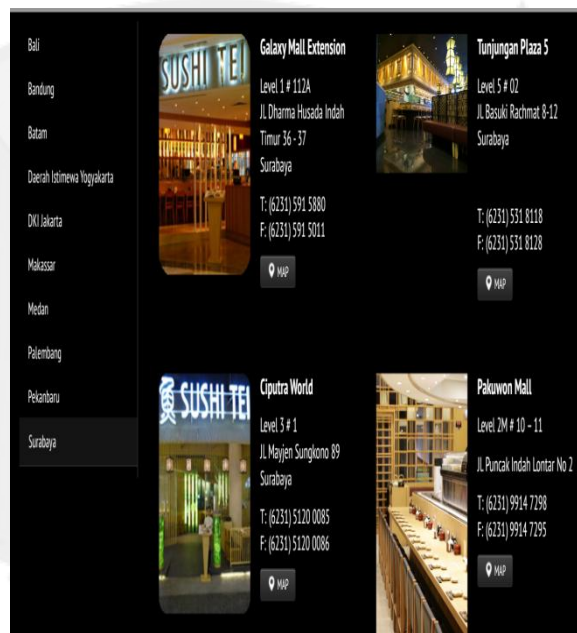 Bali
Bandung
Batam
Daerah Istimewa Yogyakarta
DKI Jakarta
Makassar
Medan
Palembang
Pekanbaru
Surabaya
SUSHI TEI
Galaxy Mall Extension
Level 1 # 112A
Jl. Dharma Husada Indah
Timur 36 - 37
Surabaya
T: (6231) 591 5880
F: (6231) 591 5011
MAP
Tunjungan Plaza 5
Level 5 # 02
Jl. Basuki Rachmat 8-12
Surabaya
T: (6231) 531 8118
F: (6231) 531 8128
MAP
SUSHI TEI
Ciputra World
Level 3 # 1
Jl. Mayjen Sungkono 89
Surabaya
T: (6231) 5120 0085
F: (6231) 5120 0086
MAP
Pakuwon Mall
Level 2M # 10 – 11
Jl. Puncak Indah Lontar No 2
T: (6231) 9914 7298
F: (6231) 9914 7295
MAP